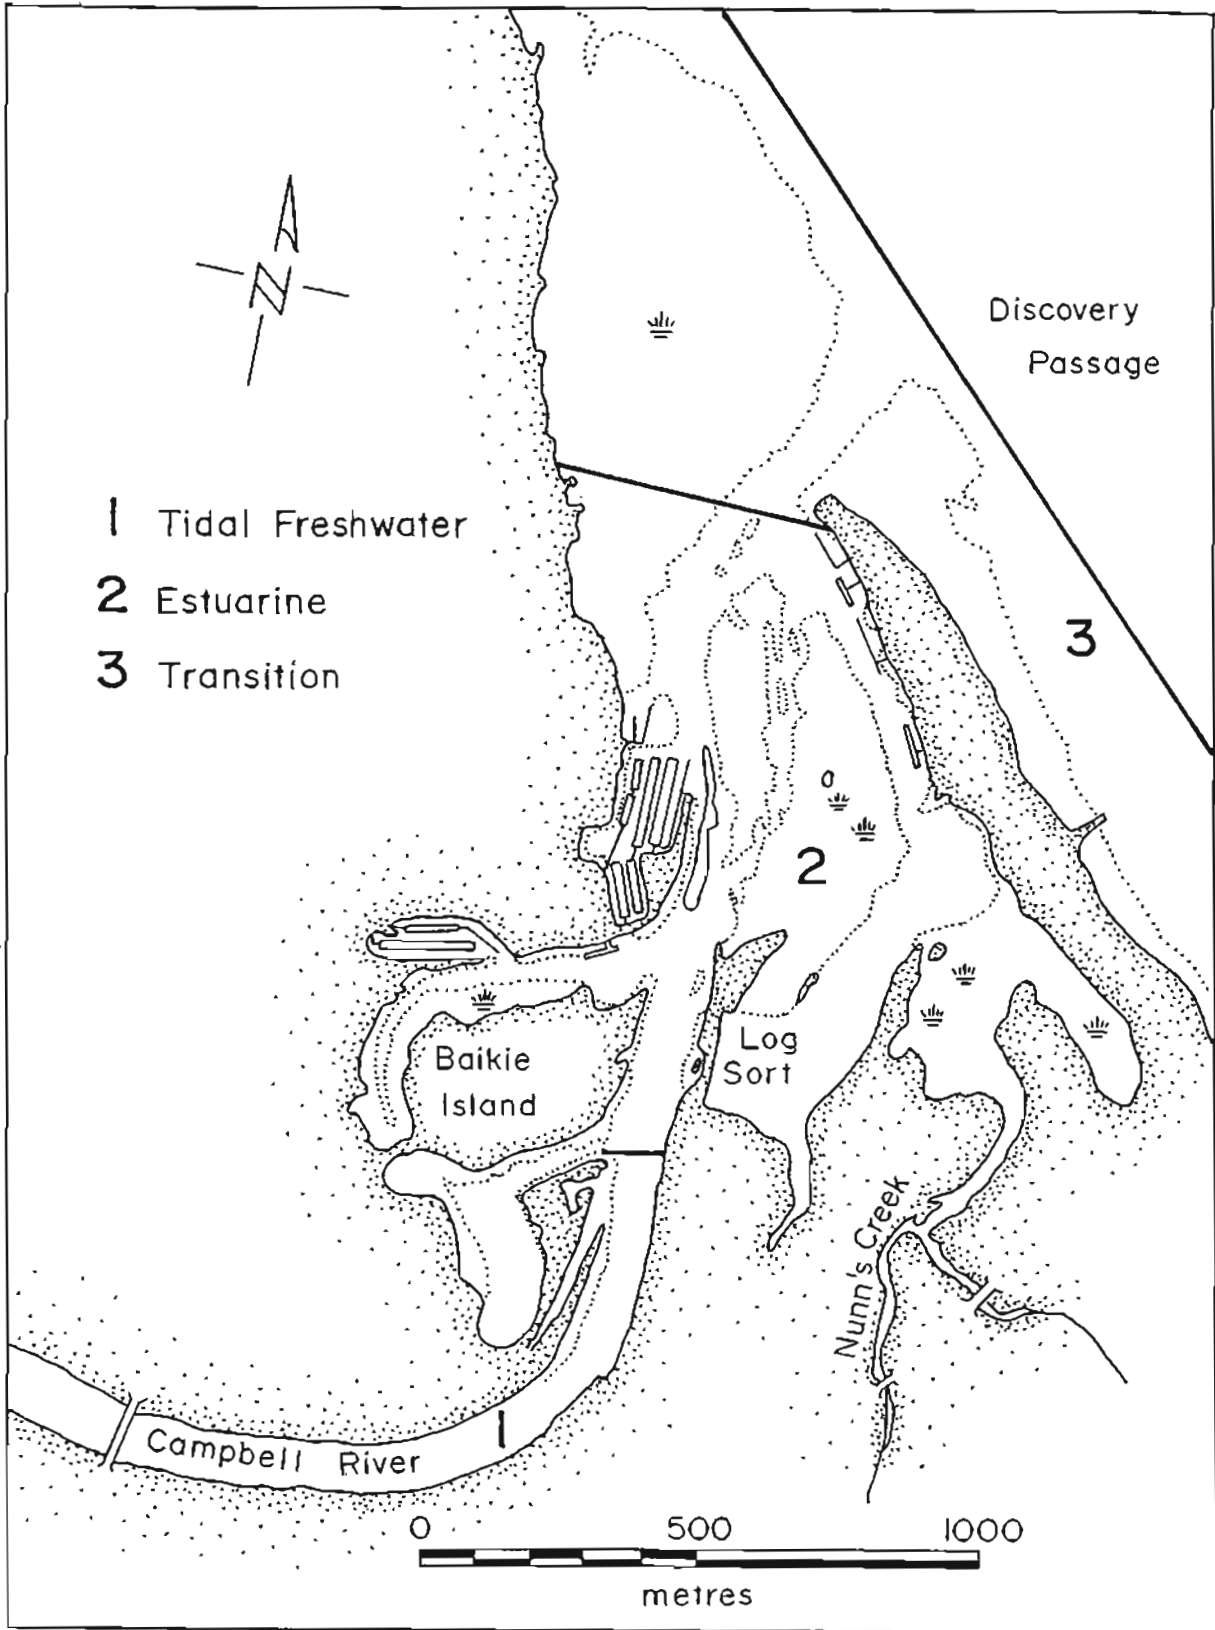 N
Discovery
Passage
1 Tidal Freshwater
2 Estuarine
3 Transition
3
2
Log
Sort
Baikie
Island
Nunn's Creek
1
Campbell River
0 500 1000
metres